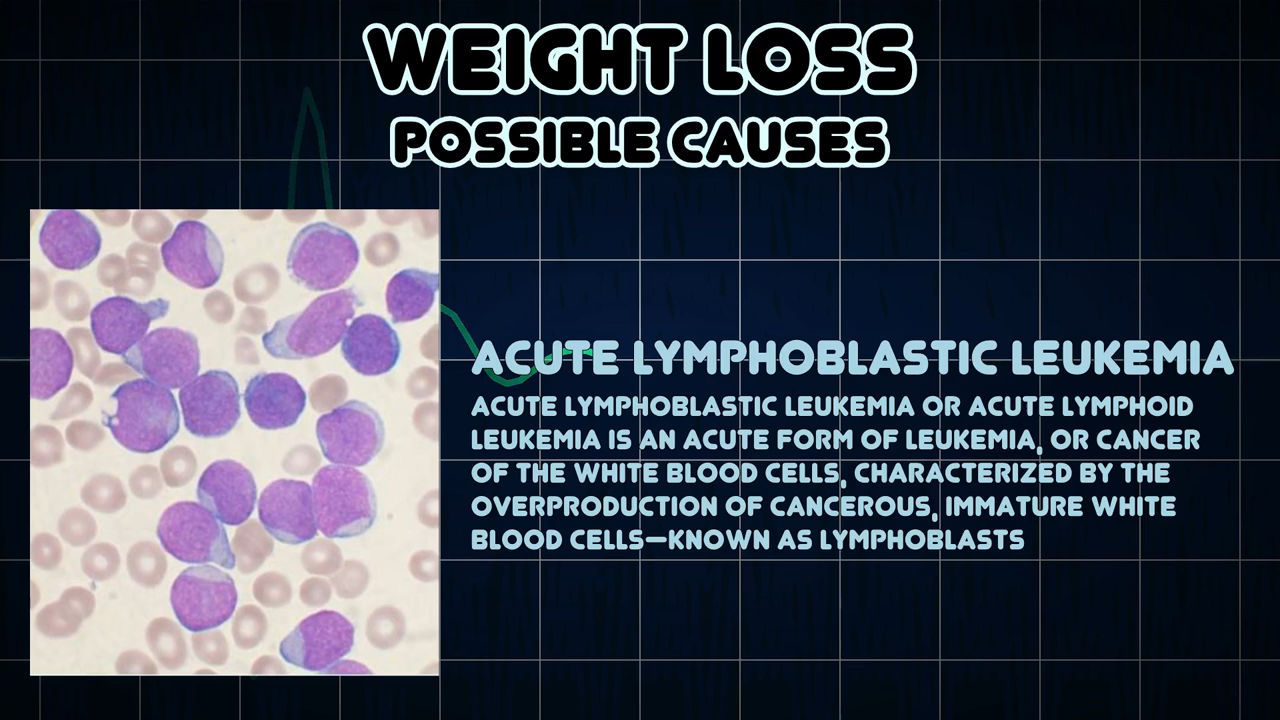 WEIGHT LOSS
POSSIBLE CAUSES
ACUTE LYMPHOBLASTIC LEUKEMIA
ACUTE LYMPHOBLASTIC LEUKEMIA OR ACUTE LYMPHOID
LEUKEMIA IS AN ACUTE FORM OF LEUKEMIA, OR CANCER
OF THE WHITE BLOOD CELLS, CHARACTERIZED BY THE
OVERPRODUCTION OF CANCEROUS, IMMATURE WHITE
BLOOD CELLS—KNOWN AS LYMPHOBLASTS